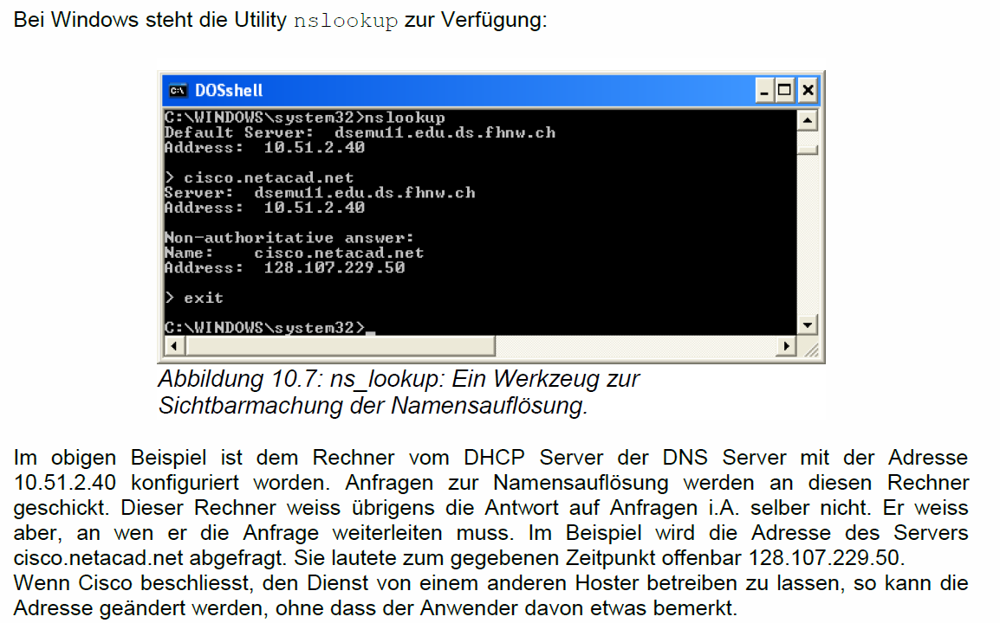 Bei Windows steht die Utility nslookup zur Verfügung:
DOSshell
C:\WINDOWS\system32>nslookup
Default Server:  dsemu11.edu.ds.fhnw.ch
Address:  10.51.2.40
> cisco.netacad.net
Server:  dsemu11.edu.ds.fhnw.ch
Address:  10.51.2.40
Non-authoritative answer:
Name:    cisco.netacad.net
Address:  128.107.229.50
> exit
C:\WINDOWS\system32>_
Abbildung 10.7: ns_lookup: Ein Werkzeug zur
Sichtbarmachung der Namensauflösung.
Im obigen Beispiel ist dem Rechner vom DHCP Server der DNS Server mit der Adresse
10.51.2.40 konfiguriert worden. Anfragen zur Namensauflösung werden an diesen Rechner
geschickt. Dieser Rechner weiss übrigens die Antwort auf Anfragen i.A. selber nicht. Er weiss
aber, an wen er die Anfrage weiterleiten muss. Im Beispiel wird die Adresse des Servers
cisco.netacad.net abgefragt. Sie lautete zum gegebenen Zeitpunkt offenbar 128.107.229.50.
Wenn Cisco beschliesst, den Dienst von einem anderen Hoster betreiben zu lassen, so kann die
Adresse geändert werden, ohne dass der Anwender davon etwas bemerkt.